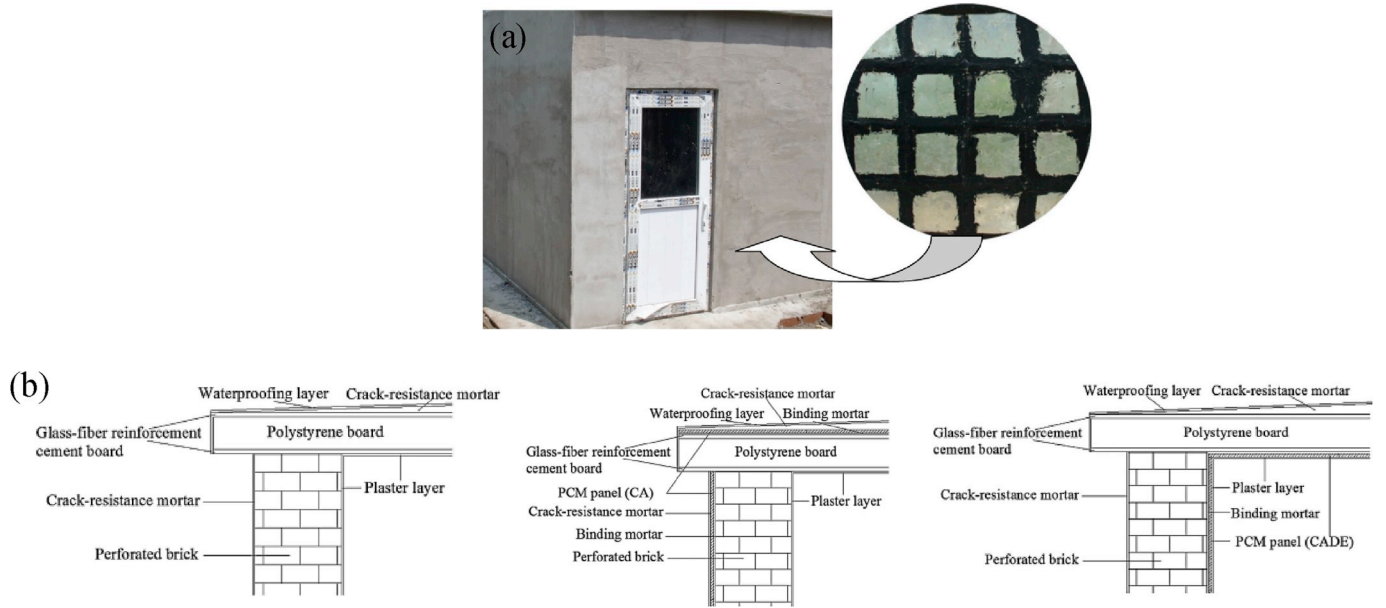 (a)
(b)
Waterproofing layer
Crack-resistance mortar
Glass-fiber reinforcement
cement board
Polystyrene board
Crack-resistance mortar
Plaster layer
Perforated brick
Crack-resistance mortar
Waterproofing layer
Binding mortar
Glass-fiber reinforcement
cement board
Polystyrene board
PCM panel (CA)
Plaster layer
Crack-resistance mortar
Binding mortar
Perforated brick
Waterproofing layer
Crack-resistance mortar
Glass-fiber reinforcement
cement board
Polystyrene board
Crack-resistance mortar
Plaster layer
Binding mortar
PCM panel (CADE)
Perforated brick